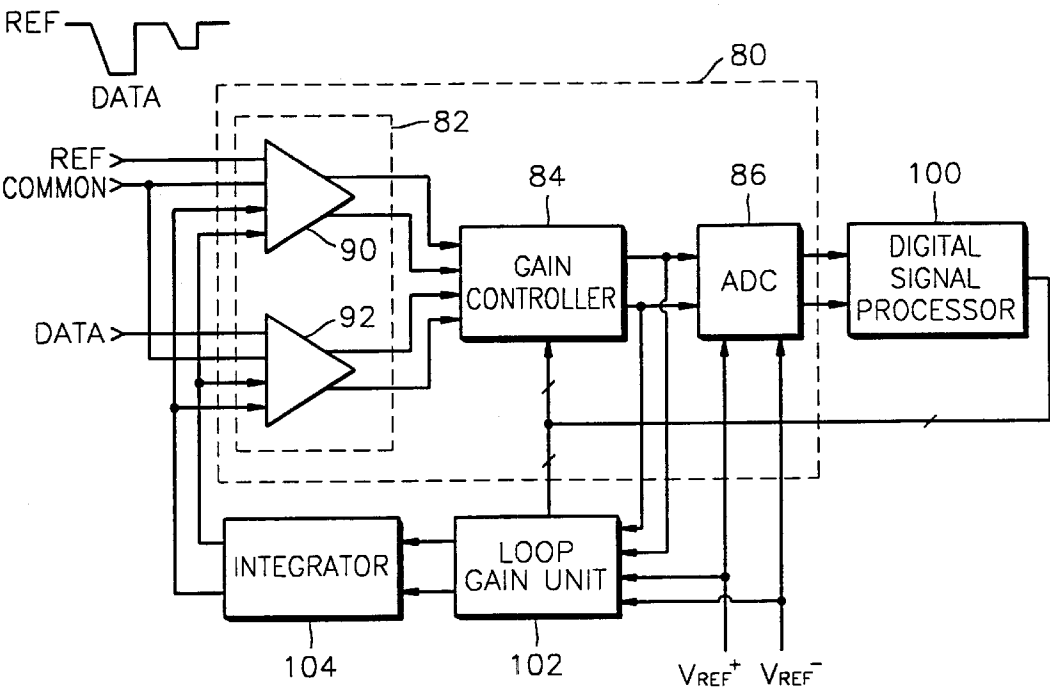 REF
DATA
80
82
REF
COMMON
90
84
GAIN
CONTROLLER
86
ADC
100
DIGITAL
SIGNAL
PROCESSOR
DATA
92
INTEGRATOR
104
LOOP
GAIN UNIT
102
VREF+
VREF-